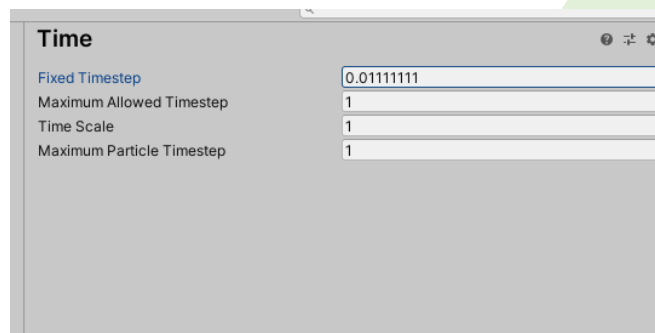 Time
Fixed Timestep 0.01111111
Maximum Allowed Timestep 1
Time Scale 1
Maximum Particle Timestep 1